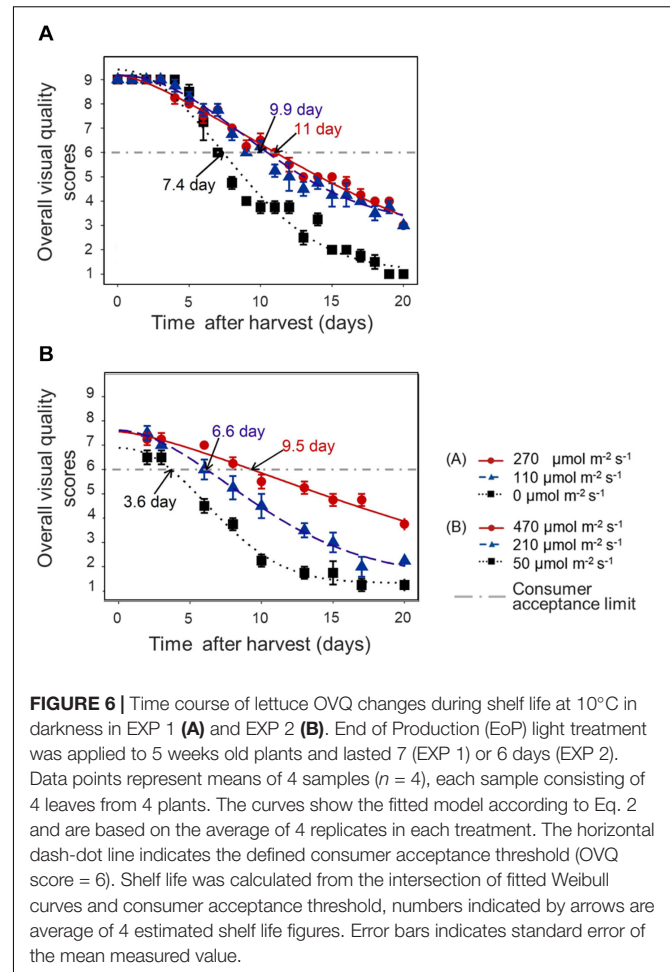 A
Overall visual quality
scores
9
8
7
6
5
4
3
2
1
9.9 day
11 day
7.4 day
0 5 10 15 20
Time after harvest (days)
B
Overall visual quality
scores
9
8
7
6
5
4
3
2
1
6.6 day
9.5 day
3.6 day
0 5 10 15 20
Time after harvest (days)
(A) 270 µmol m⁻² s⁻¹
110 µmol m⁻² s⁻¹
0 µmol m⁻² s⁻¹
(B) 470 µmol m⁻² s⁻¹
210 µmol m⁻² s⁻¹
50 µmol m⁻² s⁻¹
Consumer
acceptance limit
FIGURE 6 | Time course of lettuce OVQ changes during shelf life at 10°C in
darkness in EXP 1 (A) and EXP 2 (B). End of Production (EoP) light treatment
was applied to 5 weeks old plants and lasted 7 (EXP 1) or 6 days (EXP 2).
Data points represent means of 4 samples (n = 4), each sample consisting of
4 leaves from 4 plants. The curves show the fitted model according to Eq. 2
and are based on the average of 4 replicates in each treatment. The horizontal
dash-dot line indicates the defined consumer acceptance threshold (OVQ
score = 6). Shelf life was calculated from the intersection of fitted Weibull
curves and consumer acceptance threshold, numbers indicated by arrows are
average of 4 estimated shelf life figures. Error bars indicates standard error of
the mean measured value.